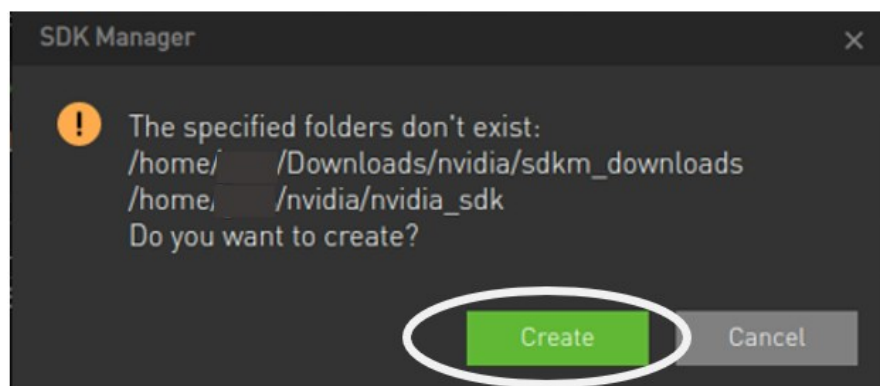 SDK Manager
The specified folders don't exist:
/home/ /Downloads/nvidia/sdkm_downloads
/home/ /nvidia/nvidia_sdk
Do you want to create?
Create Cancel